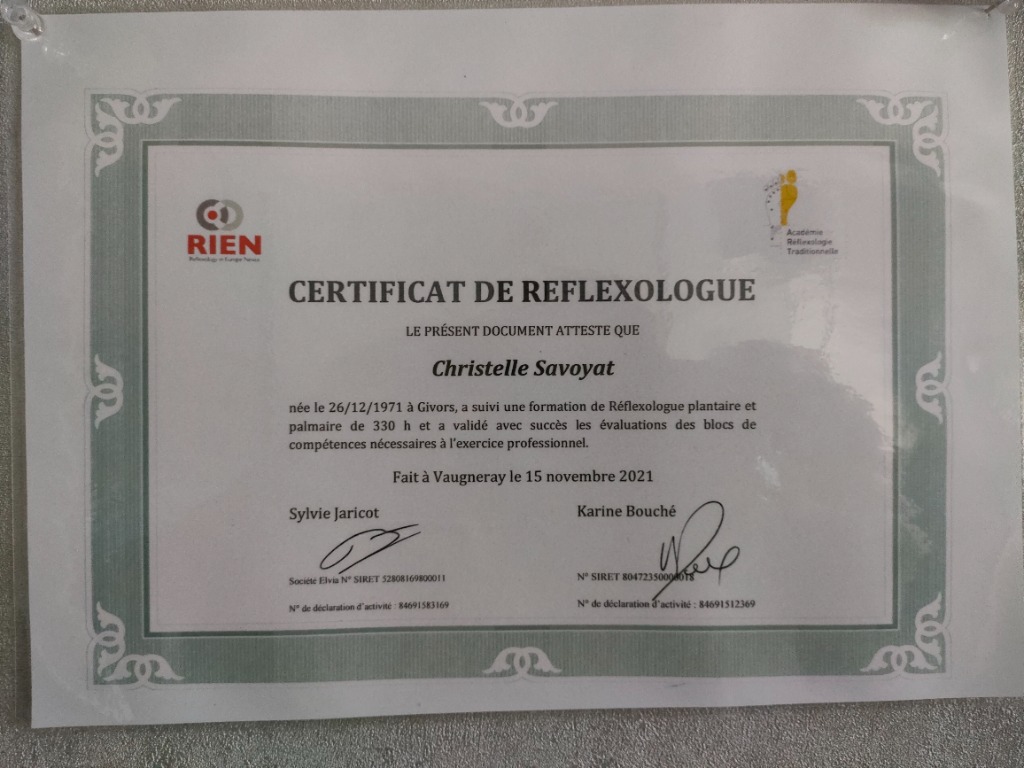 RIEN
Reflexology in Europe Network
Académie
Réflexologie
Traditionnelle
CERTIFICAT DE REFLEXOLOGUE
LE PRÉSENT DOCUMENT ATTESTE QUE
Christelle Savoyat
née le 26/12/1971 à Givors, a suivi une formation de Réflexologue plantaire et
palmaire de 330 h et a validé avec succès les évaluations des blocs de
compétences nécessaires à l'exercice professionnel.
Fait à Vaugneray le 15 novembre 2021
Sylvie Jaricot
Karine Bouché
Société Elvia N° SIRET 52808169800011
N° SIRET 80472350000018
N° de déclaration d'activité : 84691583169
N° de déclaration d'activité : 84691512369